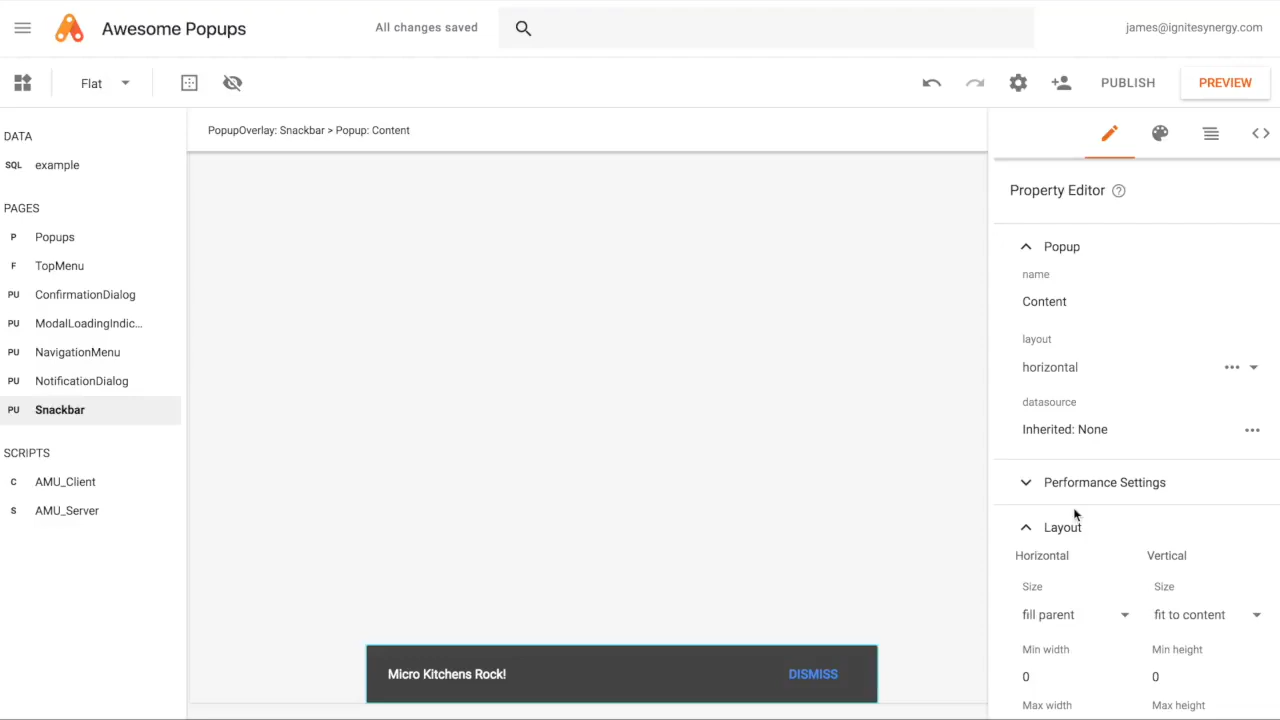 Awesome Popups
All changes saved
james@ignitesynergy.com
Flat
PUBLISH
PREVIEW
DATA
SQL example
PAGES
P Popups
F TopMenu
PU ConfirmationDialog
PU ModalLoadingIndic...
PU NavigationMenu
PU NotificationDialog
PU Snackbar
SCRIPTS
C AMU_Client
S AMU_Server
PopupOverlay: Snackbar > Popup: Content
Micro Kitchens Rock!
DISMISS
Property Editor
Popup
name
Content
layout
horizontal
datasource
Inherited: None
Performance Settings
Layout
Horizontal Vertical
Size Size
fill parent fit to content
Min width Min height
0 0
Max width Max height